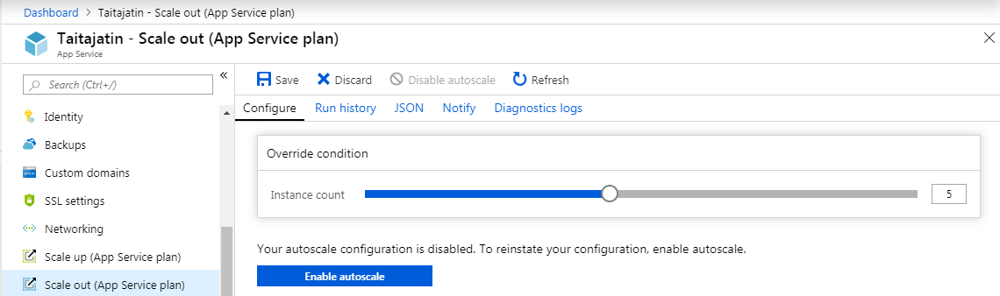 Dashboard > Taitajatin - Scale out (App Service plan)
Taitajatin - Scale out (App Service plan)
App Service
Search (Ctrl+/)
Identity
Backups
Custom domains
SSL settings
Networking
Scale up (App Service plan)
Scale out (App Service plan)
Save Discard Disable autoscale Refresh
Configure Run history JSON Notify Diagnostics logs
Override condition
Instance count 5
Your autoscale configuration is disabled. To reinstate your configuration, enable autoscale.
Enable autoscale